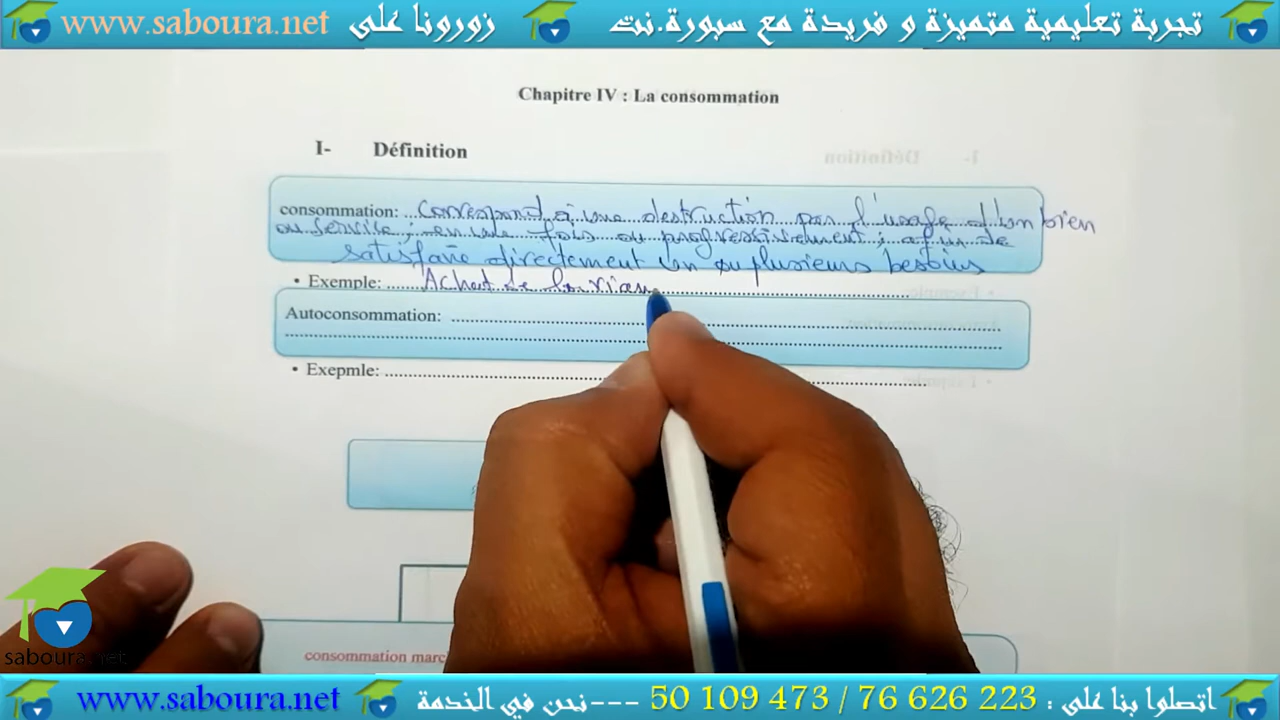 www.saboura.net زورونا على تجربة تعليمية متميزة و فريدة مع سبورة.نت
Chapitre IV : La consommation
I- Définition
consommation: ...correspond à une destruction par l'usage d'un bien
ou service ; en une fois ou progressivement ; afin de
satisfaire directement un ou plusieurs besoins
• Exemple: ......Achat de la vian
Autoconsommation: ......
• Exepmle: ......
consommation marc
saboura.net
www.saboura.net اتصلوا بنا على : 50 109 473 / 76 626 223 ---نحن في الخدمة